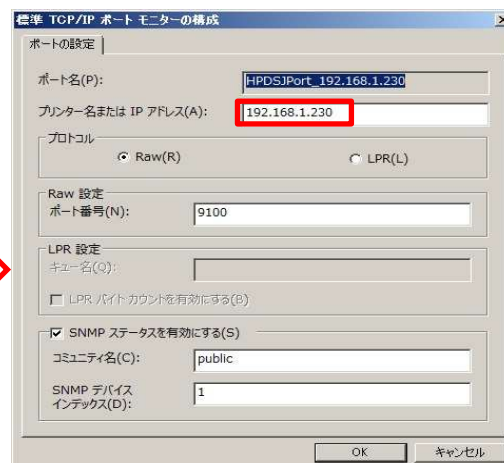 標準 TCP/IP ポート モニターの構成
ポートの設定
ポート名(P): HPDSJPort_192.168.1.230
プリンター名または IP アドレス(A): 192.168.1.230
プロトコル
Raw(R) LPR(L)
Raw 設定
ポート番号(N): 9100
LPR 設定
キュー名(Q):
LPR バイト カウントを有効にする(B)
SNMP ステータスを有効にする(S)
コミュニティ名(C): public
SNMP デバイス
インデックス(D): 1
OK キャンセル